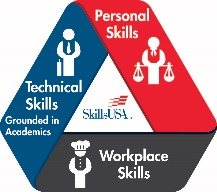 Personal
Skills
Technical
Skills
Grounded in
Academics
SkillsUSA
Workplace
Skills